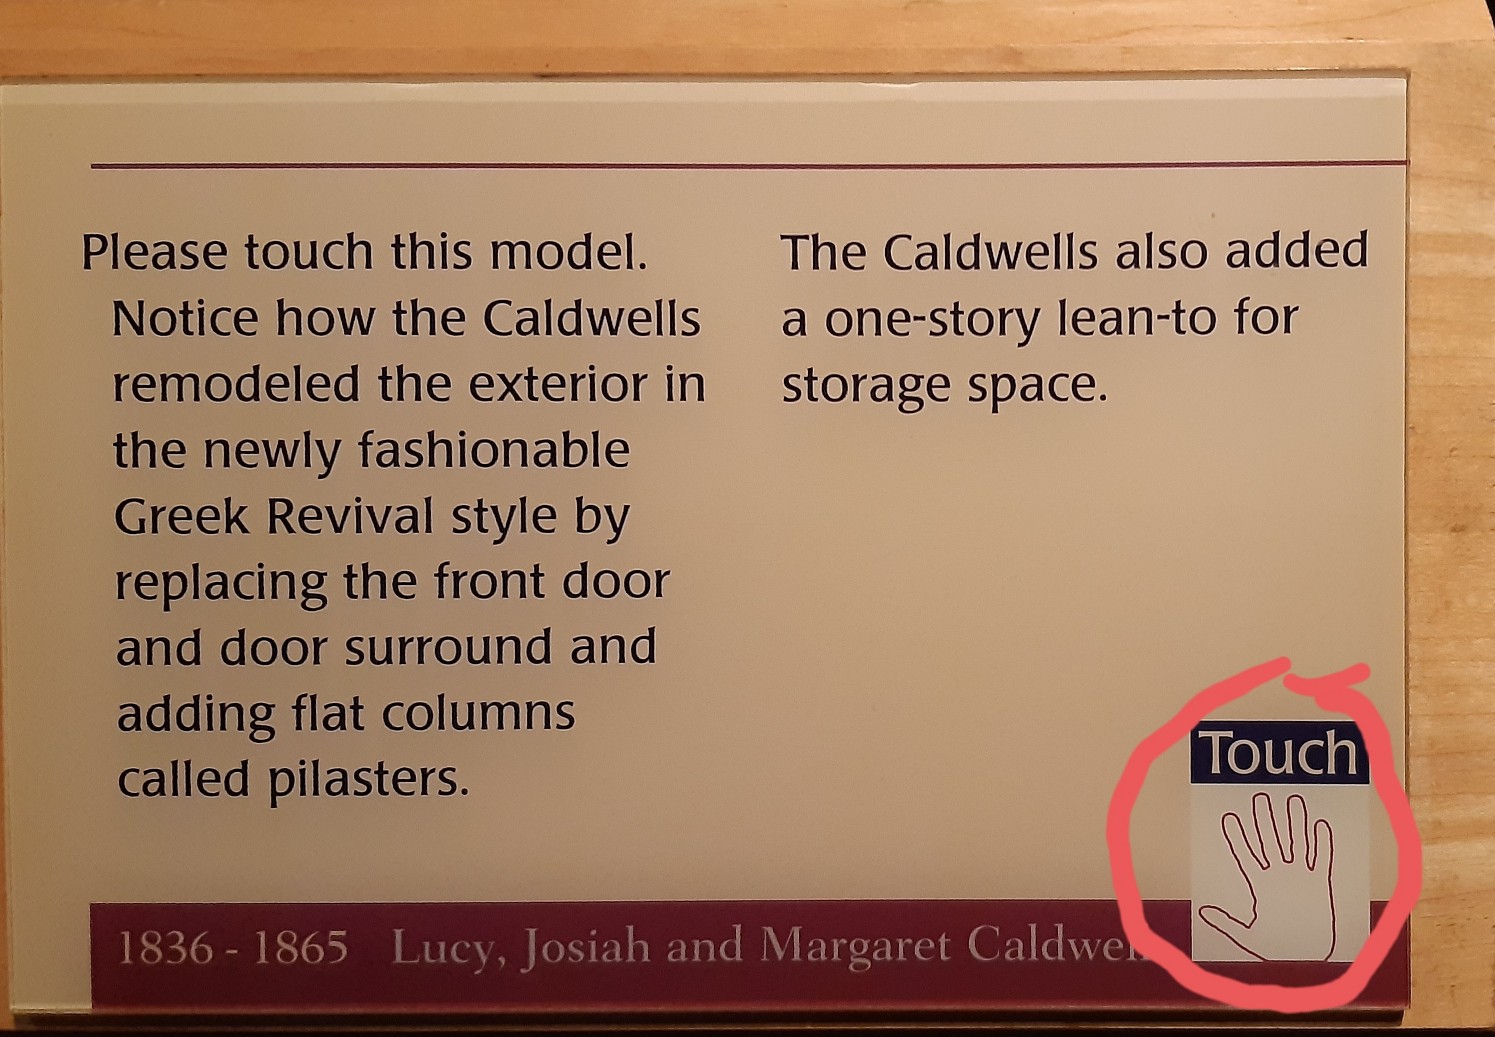 Please touch this model.
Notice how the Caldwells
remodeled the exterior in
the newly fashionable
Greek Revival style by
replacing the front door
and door surround and
adding flat columns
called pilasters.
The Caldwells also added
a one-story lean-to for
storage space.
Touch
1836 - 1865 Lucy, Josiah and Margaret